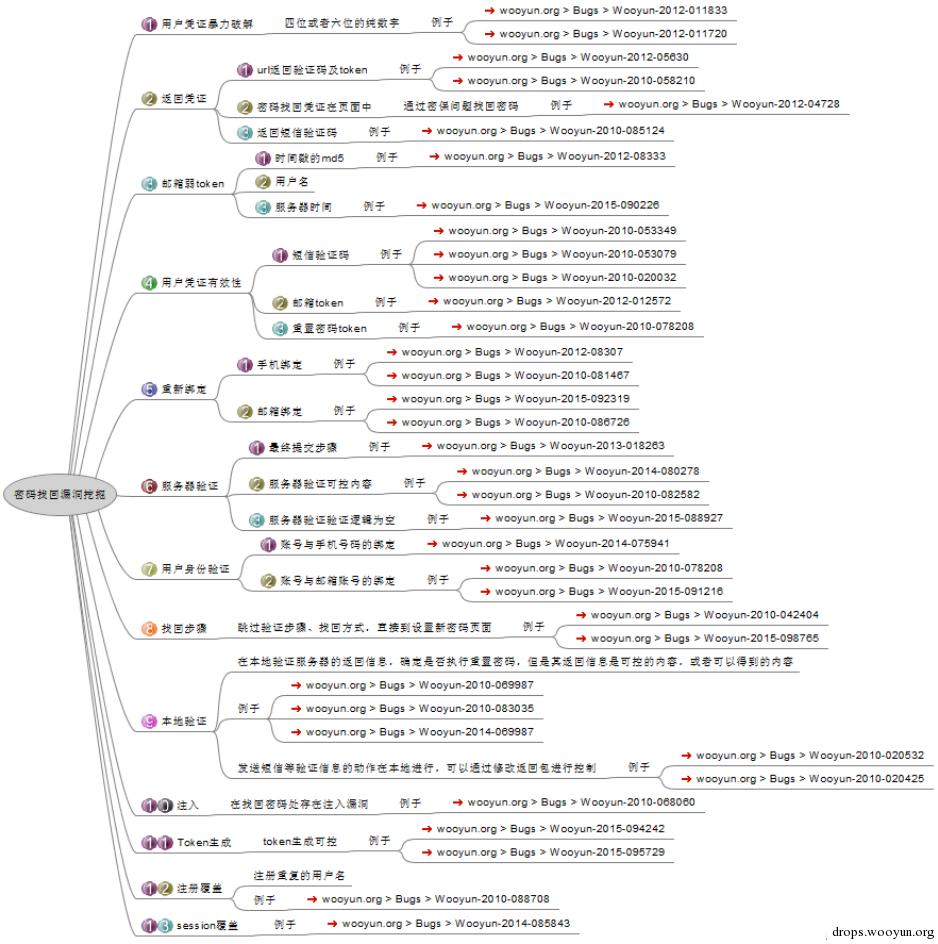 密码找回漏洞挖掘
1 用户凭证暴力破解 四位或者六位的纯数字 例子
wooyun.org > Bugs > Wooyun-2012-011833
wooyun.org > Bugs > Wooyun-2012-011720
2 返回凭证
1 url返回验证码及token 例子
wooyun.org > Bugs > Wooyun-2012-05630
wooyun.org > Bugs > Wooyun-2010-058210
2 密码找回凭证在页面中 通过密保问题找回密码 例子 wooyun.org > Bugs > Wooyun-2012-04728
3 返回短信验证码 例子 wooyun.org > Bugs > Wooyun-2010-085124
3 邮箱弱token
1 时间戳的md5 例子 wooyun.org > Bugs > Wooyun-2012-08333
2 用户名
3 服务器时间 例子 wooyun.org > Bugs > Wooyun-2015-090226
4 用户凭证有效性
1 短信验证码 例子
wooyun.org > Bugs > Wooyun-2010-053349
wooyun.org > Bugs > Wooyun-2010-053079
wooyun.org > Bugs > Wooyun-2010-020032
2 邮箱token 例子 wooyun.org > Bugs > Wooyun-2012-012572
3 重置密码token 例子 wooyun.org > Bugs > Wooyun-2010-078208
5 重新绑定
1 手机绑定 例子
wooyun.org > Bugs > Wooyun-2012-08307
wooyun.org > Bugs > Wooyun-2010-081467
2 邮箱绑定 例子
wooyun.org > Bugs > Wooyun-2015-092319
wooyun.org > Bugs > Wooyun-2010-086726
6 服务器验证
1 最终提交步骤 例子 wooyun.org > Bugs > Wooyun-2013-018263
2 服务器验证可控内容 例子
wooyun.org > Bugs > Wooyun-2014-080278
wooyun.org > Bugs > Wooyun-2010-082582
3 服务器验证验证逻辑为空 例子 wooyun.org > Bugs > Wooyun-2015-088927
7 用户身份验证
1 账号与手机号码的绑定 wooyun.org > Bugs > Wooyun-2014-075941
2 账号与邮箱账号的绑定 例子
wooyun.org > Bugs > Wooyun-2010-078208
wooyun.org > Bugs > Wooyun-2015-091216
8 找回步骤 跳过验证步骤、找回方式，直接到设置新密码页面 例子
wooyun.org > Bugs > Wooyun-2010-042404
wooyun.org > Bugs > Wooyun-2015-098765
9 本地验证
在本地验证服务器的返回信息，确定是否执行重置密码，但是其返回信息是可控的内容，或者可以得到的内容
例子
wooyun.org > Bugs > Wooyun-2010-069987
wooyun.org > Bugs > Wooyun-2010-083035
wooyun.org > Bugs > Wooyun-2014-069987
发送短信等验证信息的动作在本地进行，可以通过修改返回包进行控制 例子
wooyun.org > Bugs > Wooyun-2010-020532
wooyun.org > Bugs > Wooyun-2010-020425
10 注入 在找回密码处存在注入漏洞 例子 wooyun.org > Bugs > Wooyun-2010-068060
11 Token生成 token生成可控 例子
wooyun.org > Bugs > Wooyun-2015-094242
wooyun.org > Bugs > Wooyun-2015-095729
12 注册覆盖
注册重复的用户名
例子 wooyun.org > Bugs > Wooyun-2010-088708
13 session覆盖 例子 wooyun.org > Bugs > Wooyun-2014-085843
drops.wooyun.org